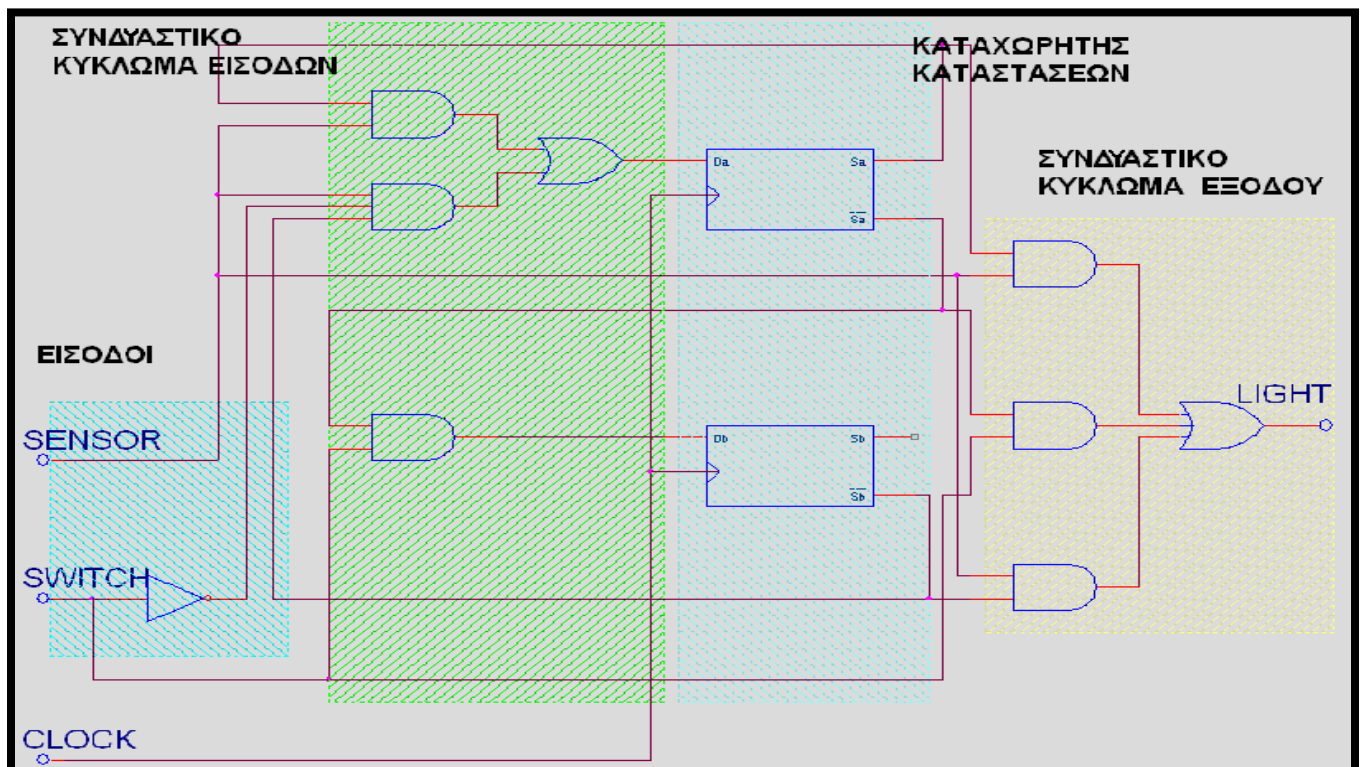 ΣΥΝΔΥΑΣΤΙΚΟ
ΚΥΚΛΩΜΑ ΕΙΣΟΔΩΝ
ΚΑΤΑΧΩΡΗΤΗΣ
ΚΑΤΑΣΤΑΣΕΩΝ
ΣΥΝΔΥΑΣΤΙΚΟ
ΚΥΚΛΩΜΑ ΕΞΟΔΟΥ
Da
Sa
Sa
ΕΙΣΟΔΟΙ
LIGHT
SENSOR
Db
Sb
Sb
SWITCH
CLOCK